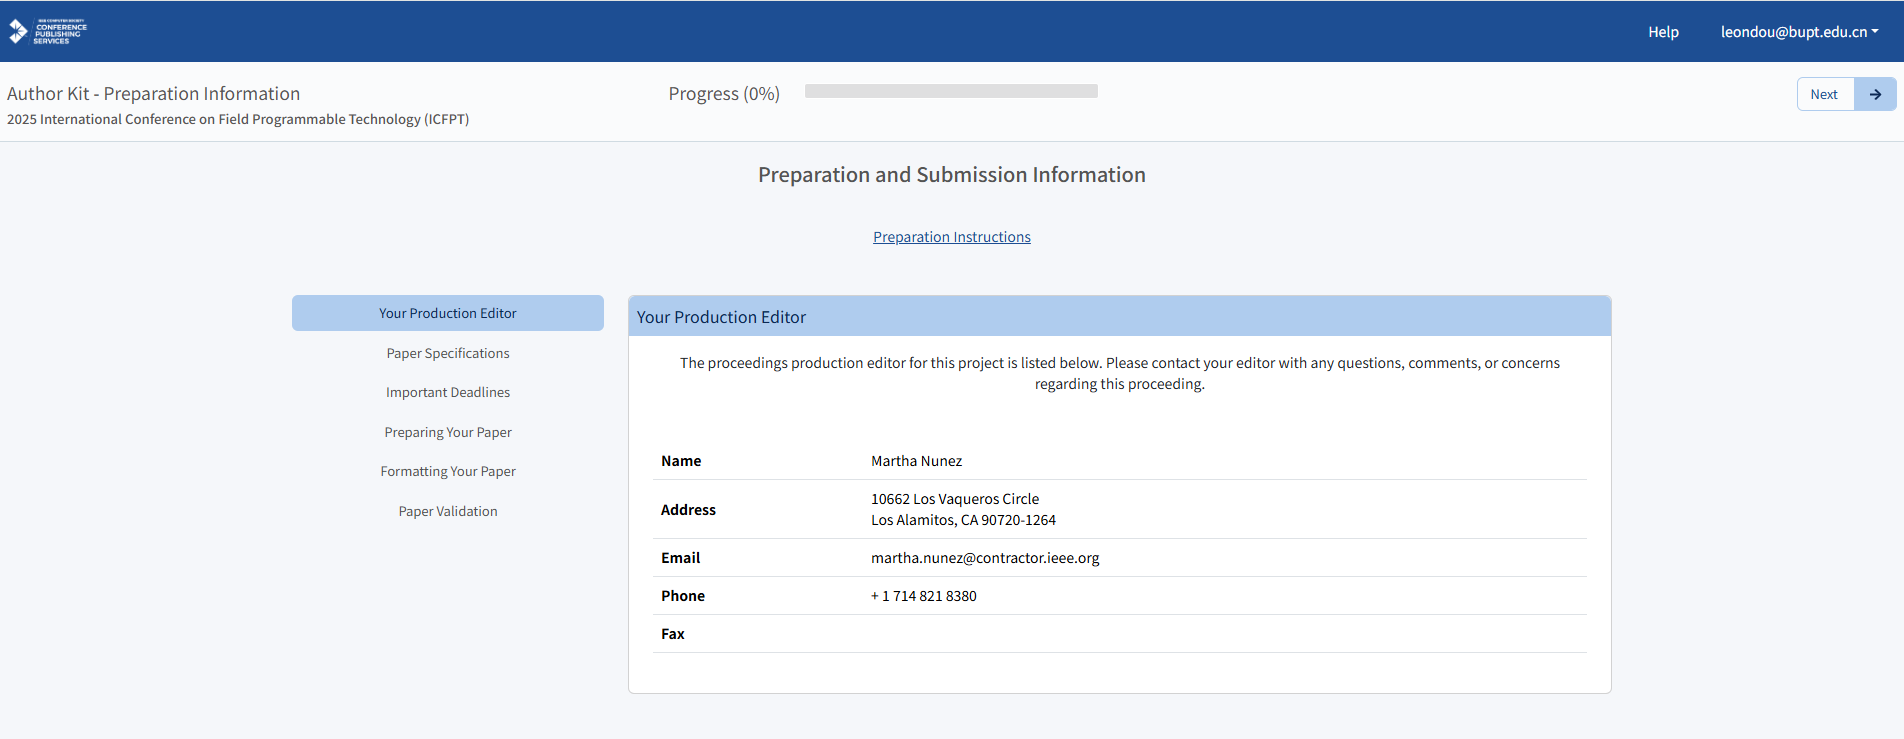 IEEE COMPUTER SOCIETY
CONFERENCE
PUBLISHING
SERVICES
Help
leondou@bupt.edu.cn
Author Kit - Preparation Information
2025 International Conference on Field Programmable Technology (ICFPT)
Progress (0%)
Next
Preparation and Submission Information
Preparation Instructions
Your Production Editor
Paper Specifications
Important Deadlines
Preparing Your Paper
Formatting Your Paper
Paper Validation
Your Production Editor
The proceedings production editor for this project is listed below. Please contact your editor with any questions, comments, or concerns
regarding this proceeding.
Name Martha Nunez
Address 10662 Los Vaqueros Circle
Los Alamitos, CA 90720-1264
Email martha.nunez@contractor.ieee.org
Phone + 1 714 821 8380
Fax